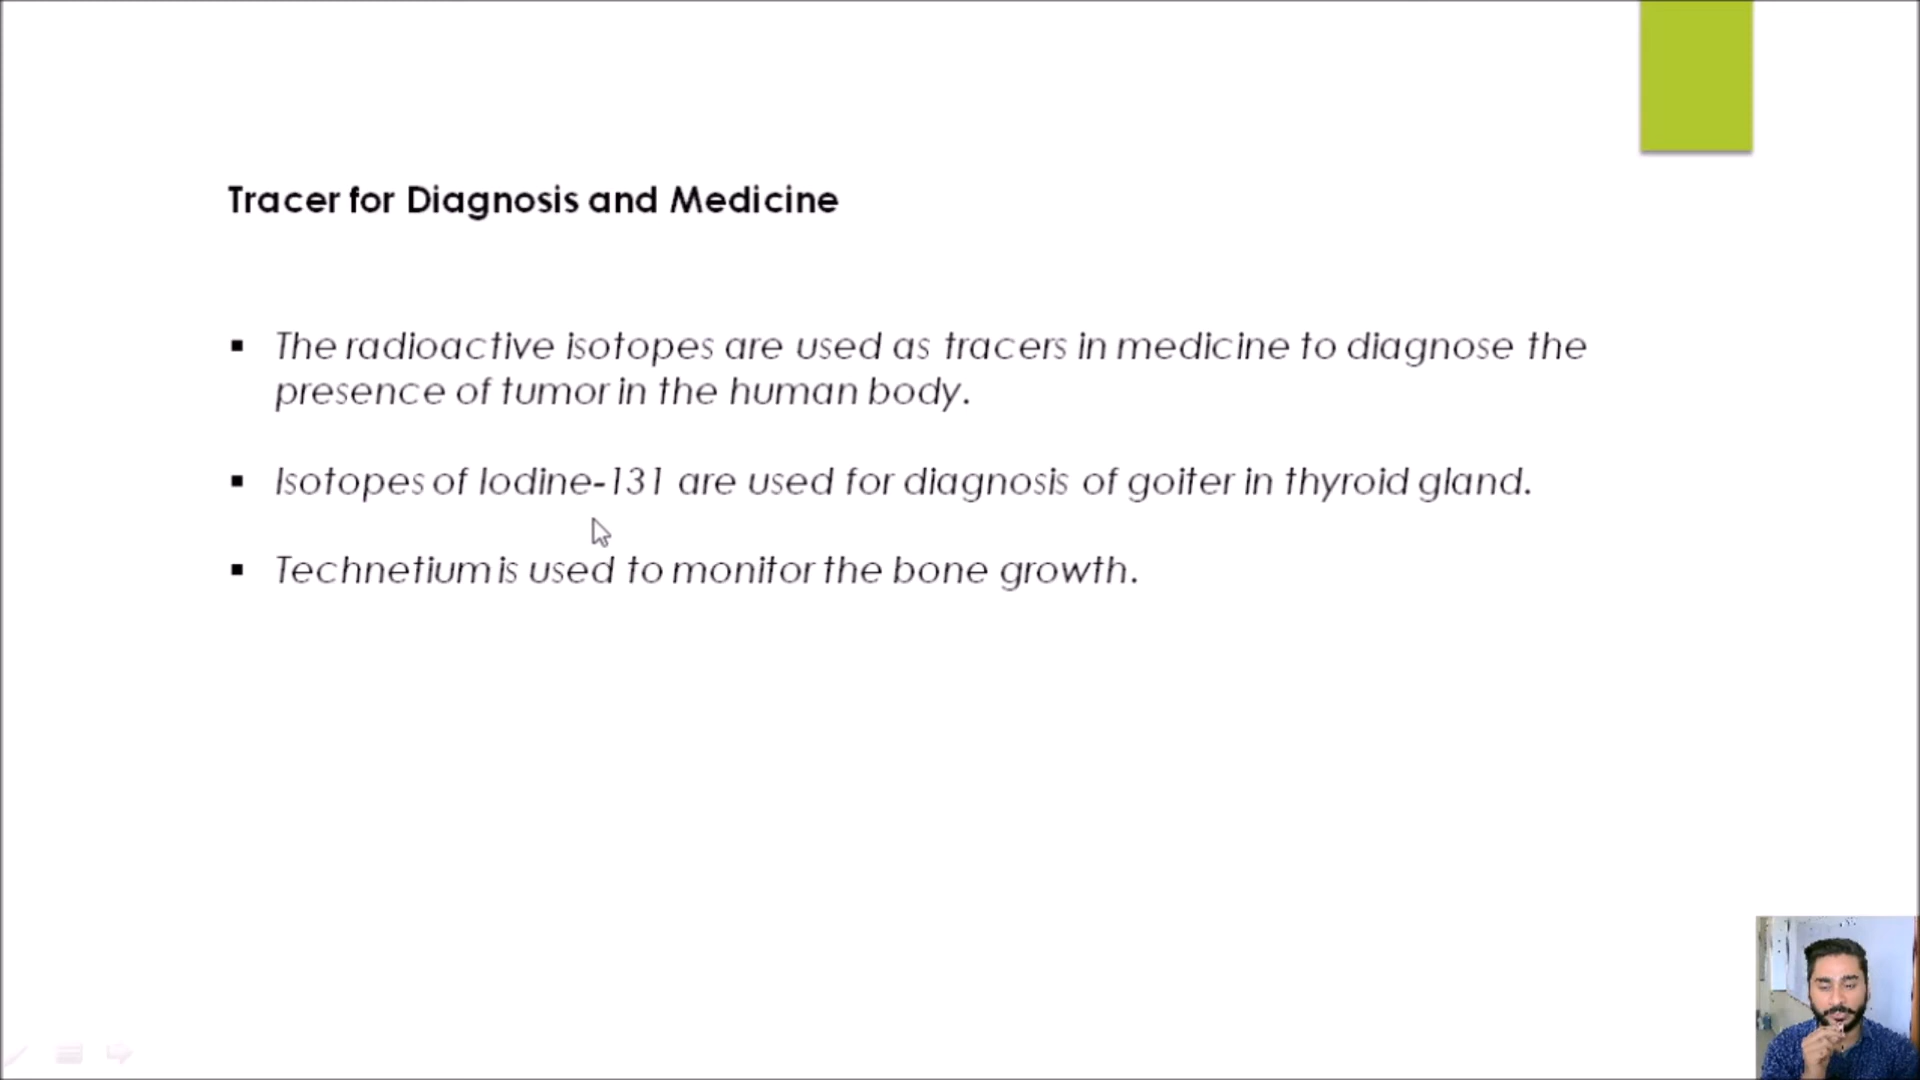 Tracer for Diagnosis and Medicine
▪ The radioactive isotopes are used as tracers in medicine to diagnose the
presence of tumor in the human body.
▪ Isotopes of Iodine-131 are used for diagnosis of goiter in thyroid gland.
▪ Technetium is used to monitor the bone growth.